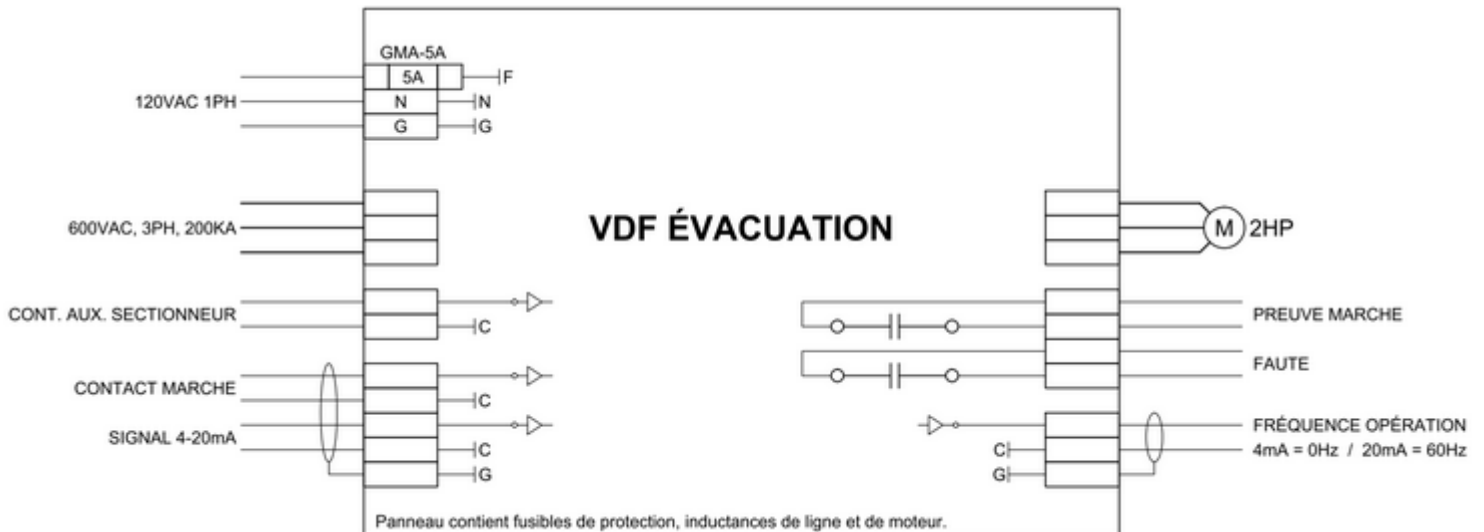 GMA-5A
5A
F
120VAC 1PH
N
N
G
G
600VAC, 3PH, 200KA
VDF ÉVACUATION
M
2HP
CONT. AUX. SECTIONNEUR
C
PREUVE MARCHE
CONTACT MARCHE
C
FAUTE
SIGNAL 4-20mA
C
G
FRÉQUENCE OPÉRATION
C
4mA = 0Hz / 20mA = 60Hz
G
Panneau contient fusibles de protection, inductances de ligne et de moteur.